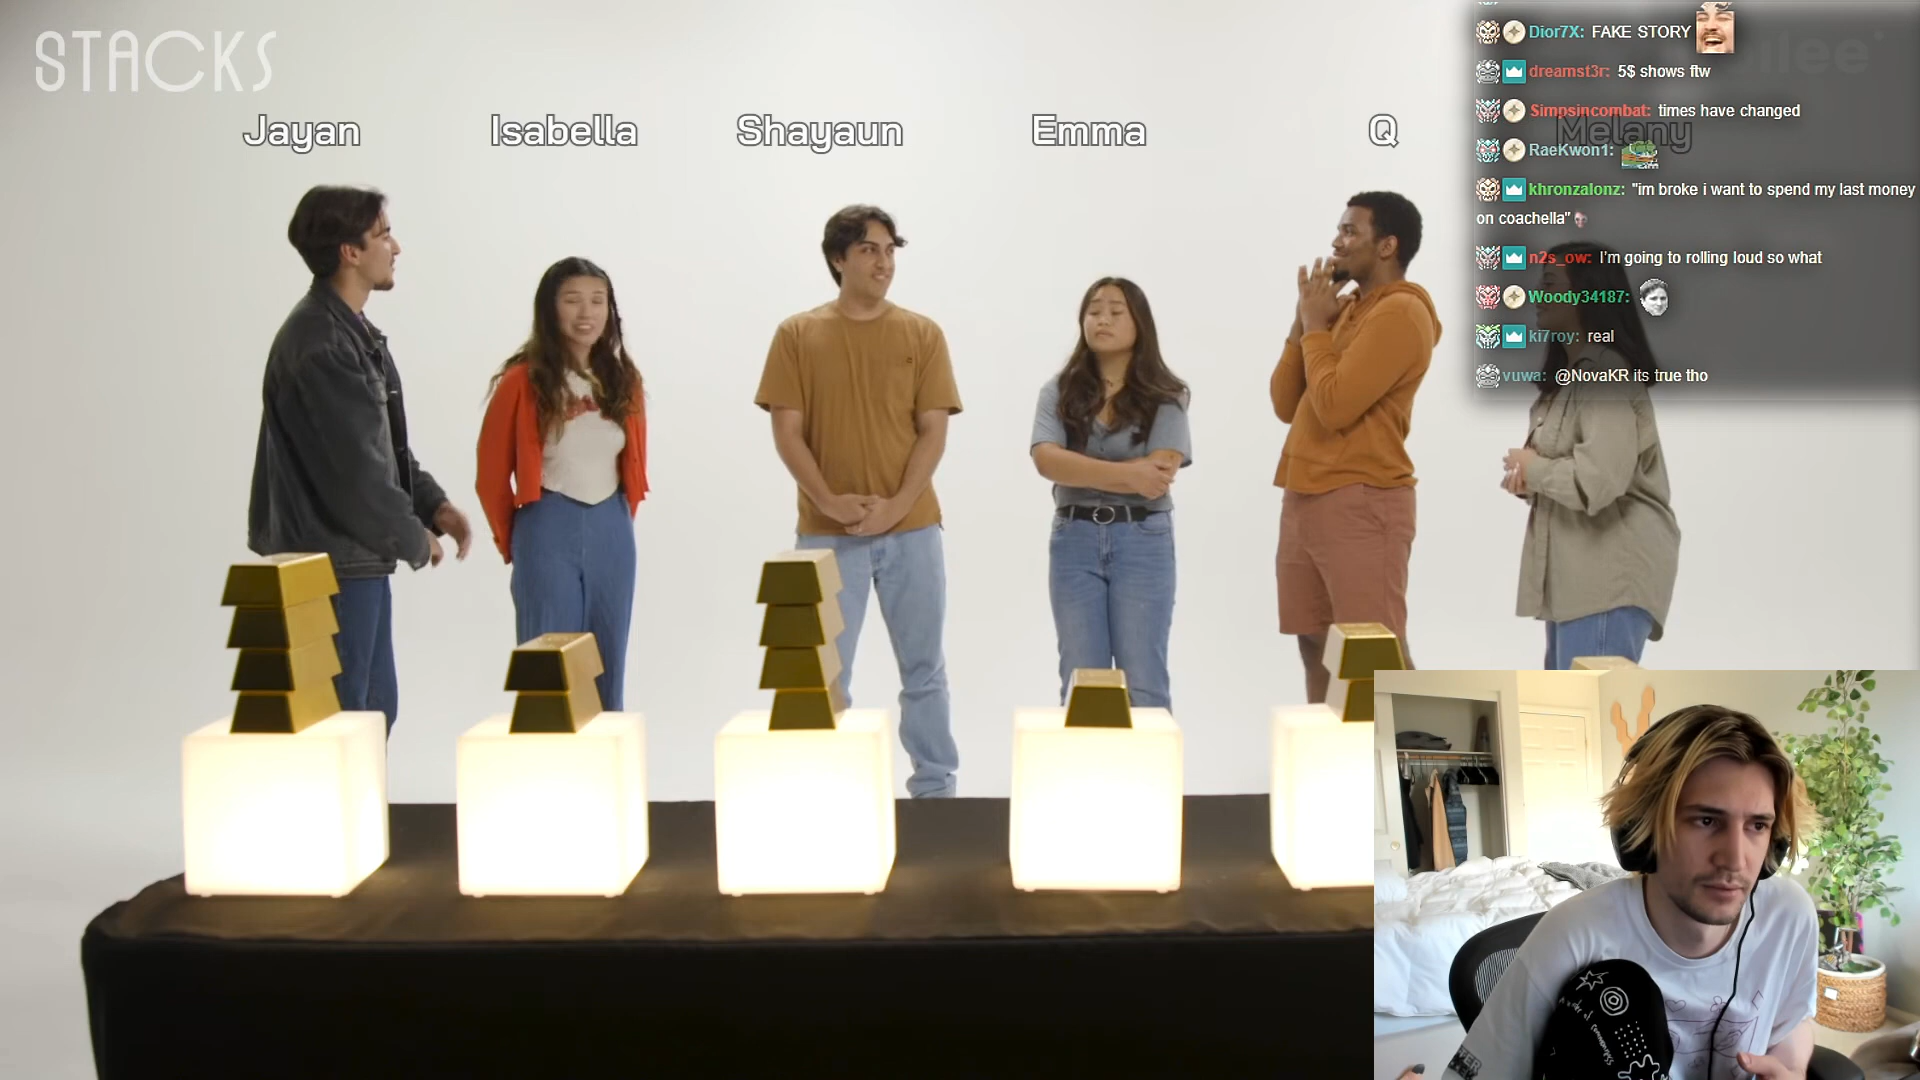 STACKS
Jayan
Isabella
Shayaun
Emma
Q
Melany
Dior7X: FAKE STORY
dreamst3r: 5$ shows ftw
Simpsincombat: times have changed
RaeKwon1:
khronzalonz: "im broke i want to spend my last money
on coachella"
n2s_ow: I'm going to rolling loud so what
Woody34187:
ki7roy: real
vuwa: @NovaKR its true tho